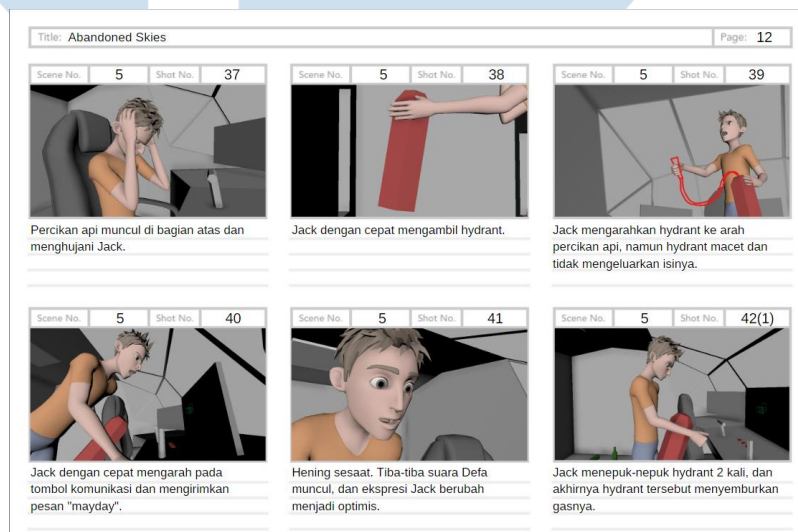 Title: Abandoned Skies Page: 12
Scene No. 5 Shot No. 37
Percikan api muncul di bagian atas dan
menghujani Jack.
Scene No. 5 Shot No. 38
Jack dengan cepat mengambil hydrant.
Scene No. 5 Shot No. 39
Jack mengarahkan hydrant ke arah
percikan api, namun hydrant macet dan
tidak mengeluarkan isinya.
Scene No. 5 Shot No. 40
Jack dengan cepat mengarah pada
tombol komunikasi dan mengirimkan
pesan "mayday".
Scene No. 5 Shot No. 41
Hening sesaat. Tiba-tiba suara Defa
muncul, dan ekspresi Jack berubah
menjadi optimis.
Scene No. 5 Shot No. 42(1)
Jack menepuk-nepuk hydrant 2 kali, dan
akhirnya hydrant tersebut menyemburkan
gasnya.